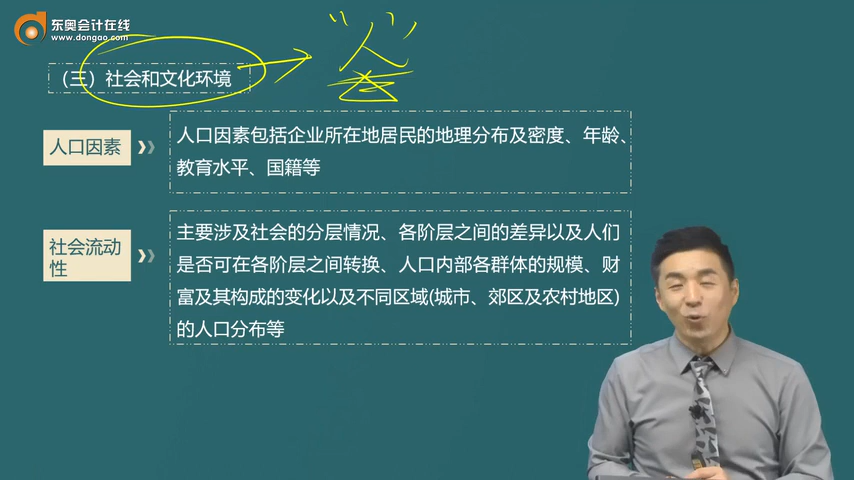 东奥会计在线
www.dongao.com
“人”
(三)社会和文化环境
人口因素
人口因素包括企业所在地居民的地理分布及密度、年龄、
教育水平、国籍等
社会流动
性
主要涉及社会的分层情况、各阶层之间的差异以及人们
是否可在各阶层之间转换、人口内部各群体的规模、财
富及其构成的变化以及不同区域(城市、郊区及农村地区)
的人口分布等